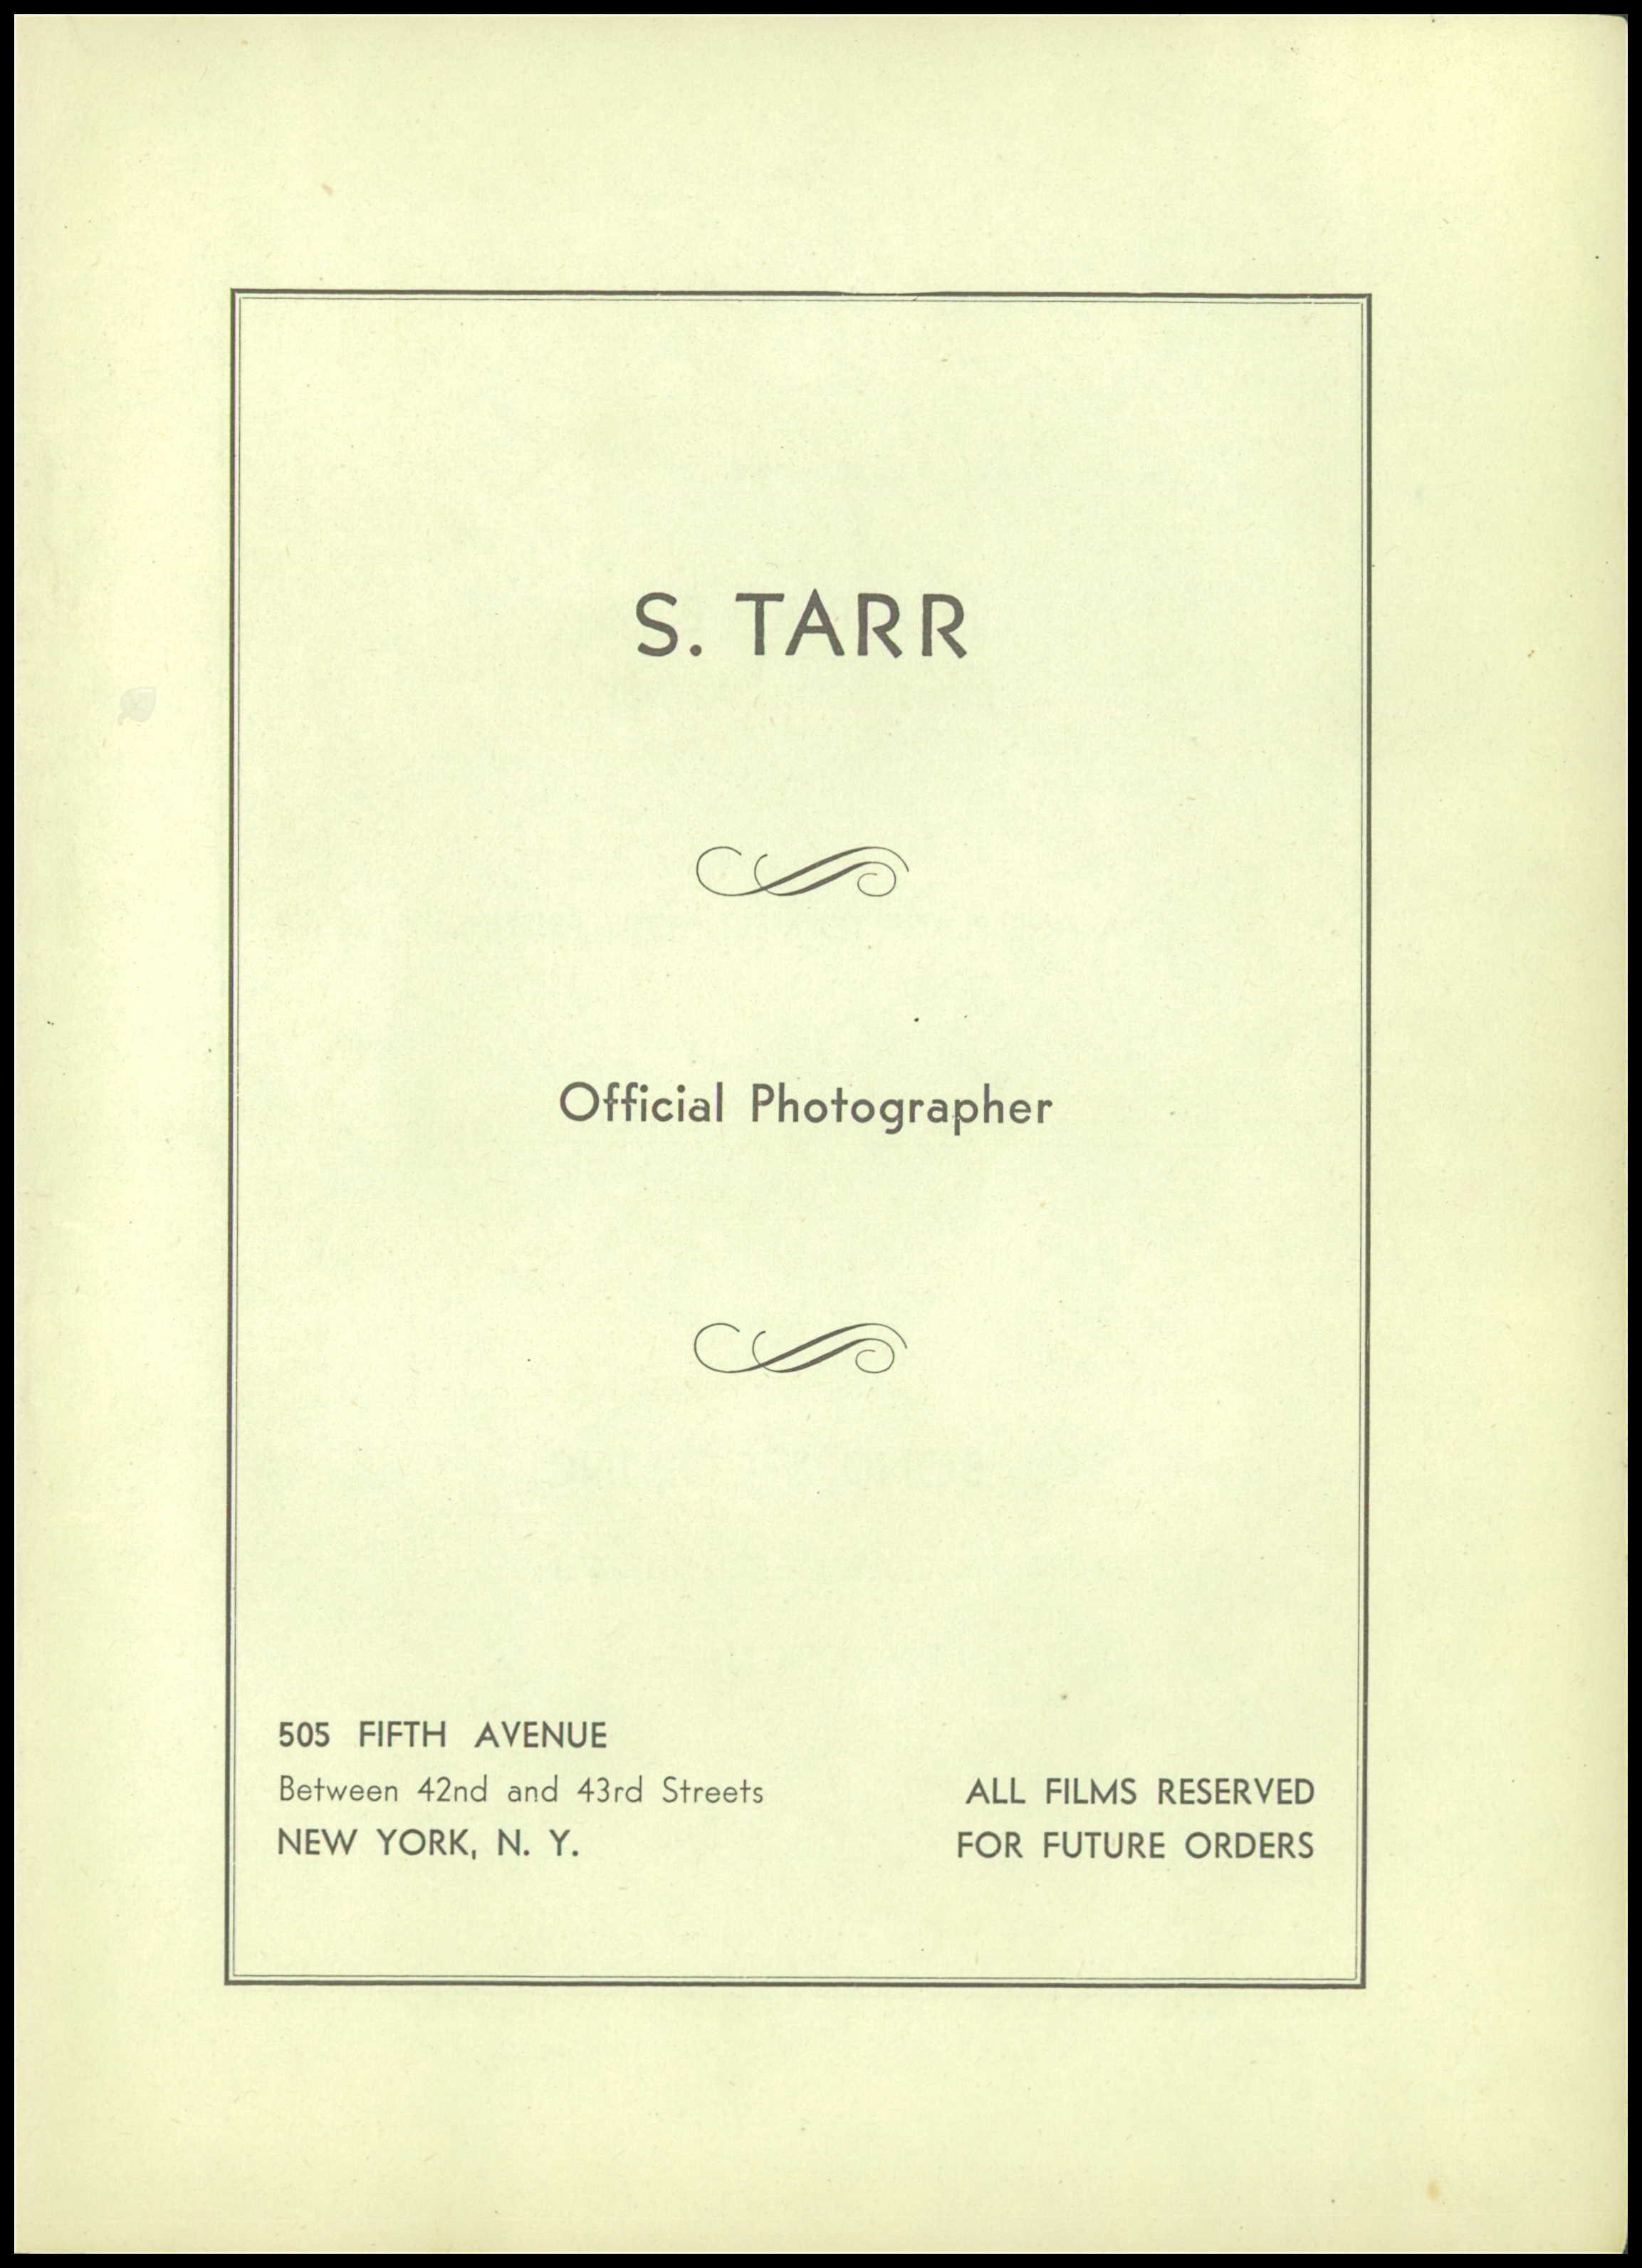 S. TARR
Official Photographer
505 FIFTH AVENUE
Between 42nd and 43rd Streets
NEW YORK, N. Y.
ALL FILMS RESERVED
FOR FUTURE ORDERS